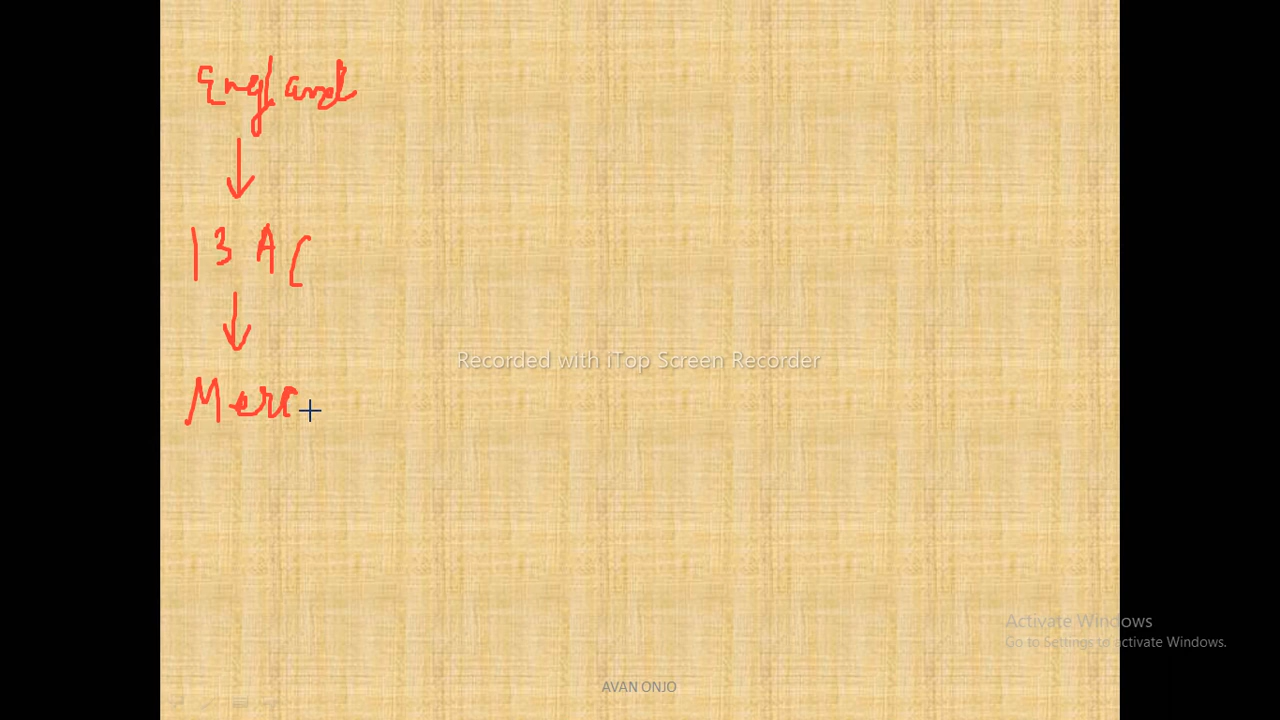 England
13 AC
Merc
Recorded with iTop Screen Recorder
Activate Windows
Go to Settings to activate Windows.
AVAN ONJO